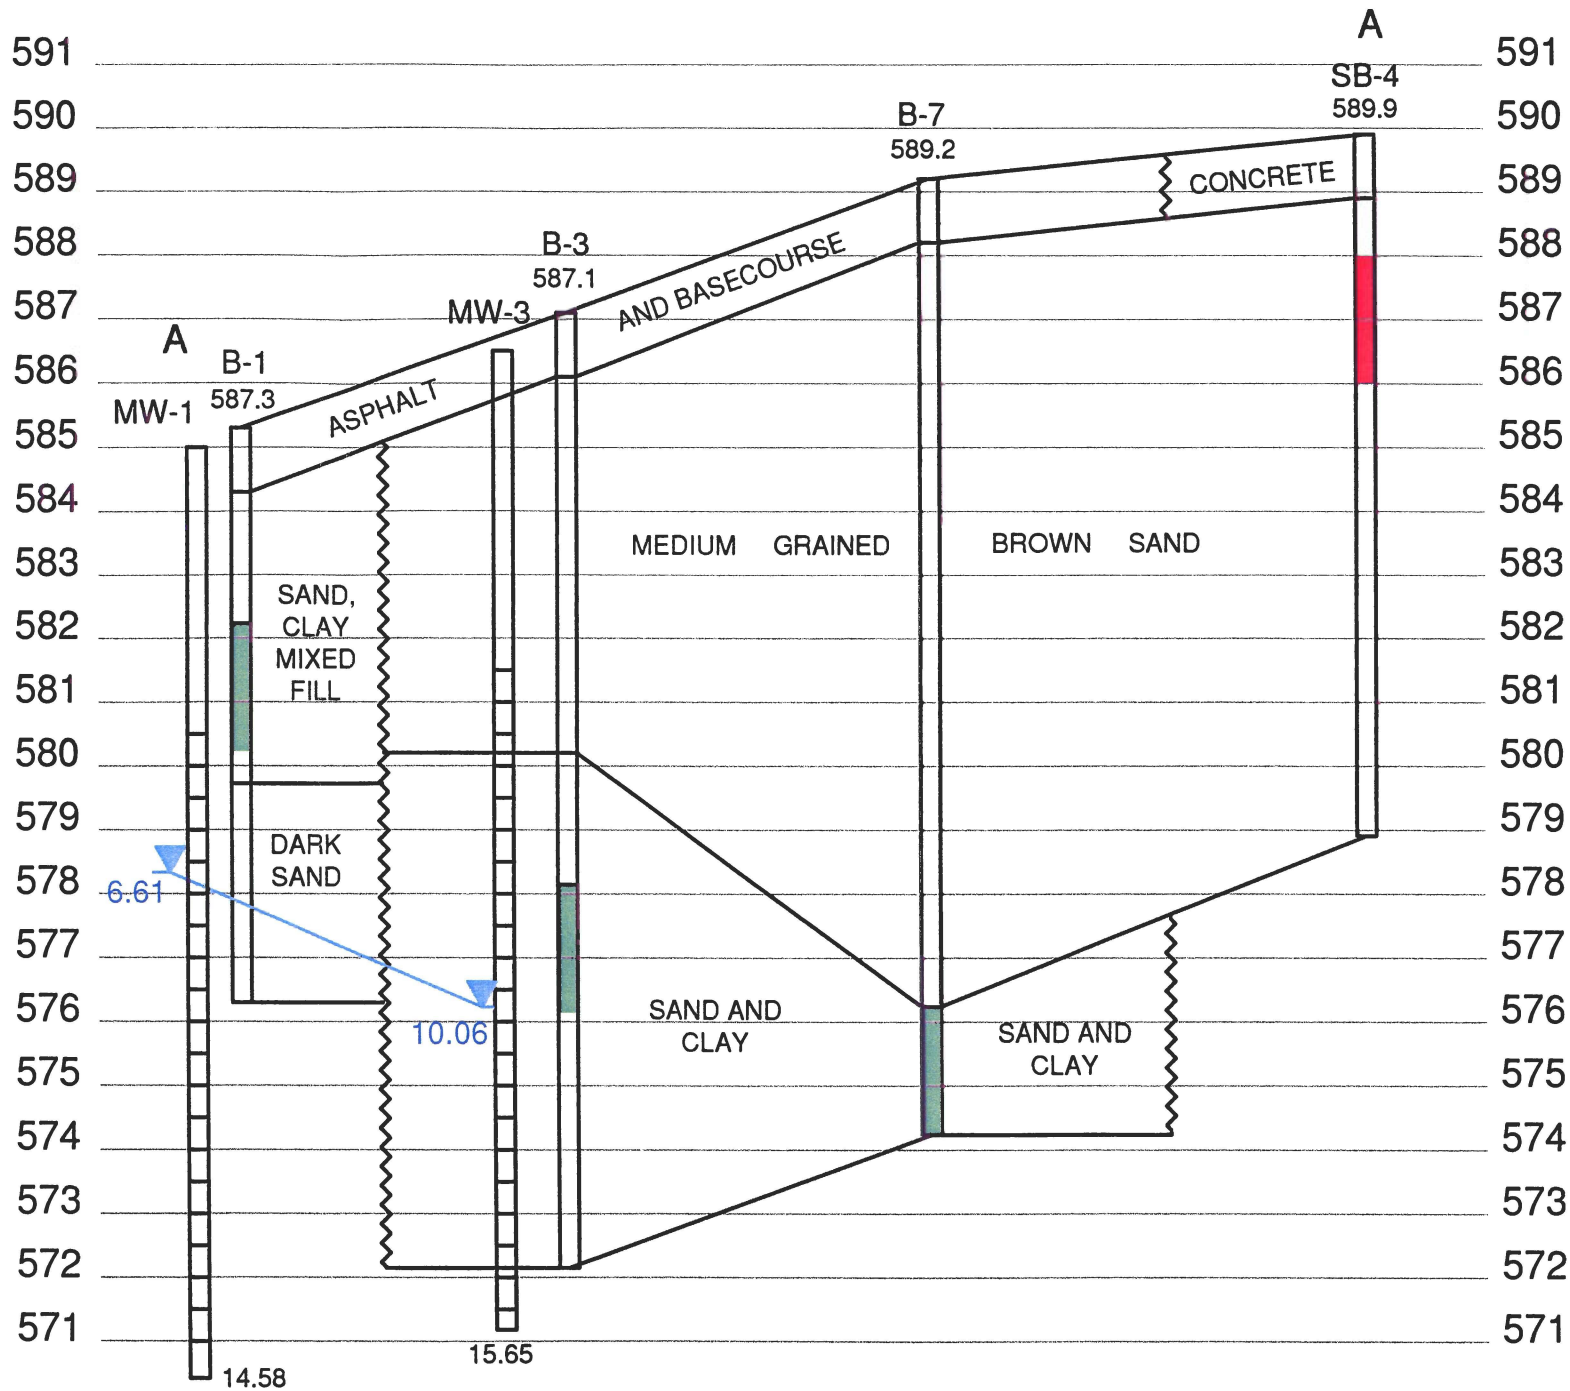 A
591 591
SB-4
590 B-7 589.9 590
589.2
589 CONCRETE 589
588 B-3 588
587.1 AND BASECOURSE
587 MW-3 587
A
586 B-1 586
587.3 ASPHALT
MW-1
585 585
584 584
MEDIUM GRAINED BROWN SAND
583 583
SAND,
582 CLAY 582
MIXED
581 FILL 581
580 580
579 579
DARK
578 SAND 578
6.61
577 577
576 SAND AND 576
10.06 CLAY SAND AND
CLAY
575 575
574 574
573 573
572 572
571 571
15.65
14.58